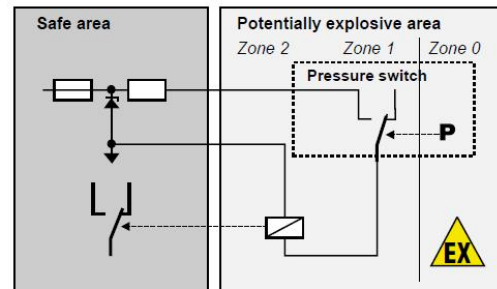 Safe area
Potentially explosive area
Zone 2 Zone 1 Zone 0
Pressure switch
P
EX